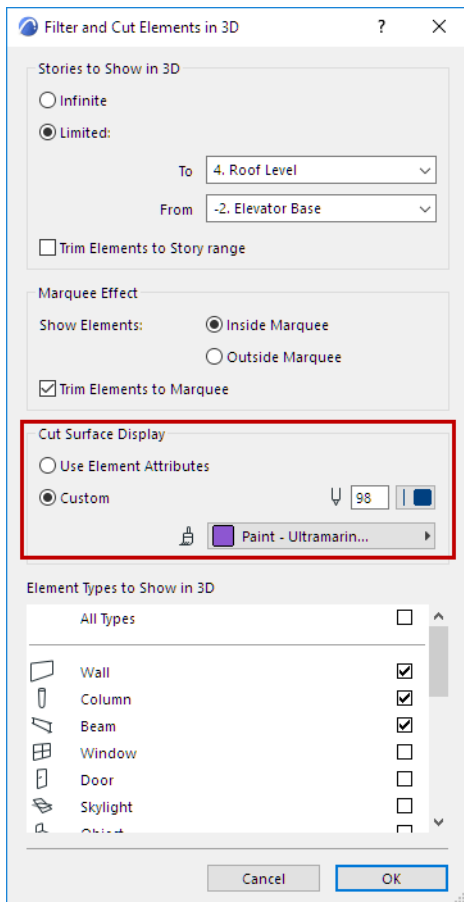 Filter and Cut Elements in 3D
Stories to Show in 3D
Infinite
Limited:
To 4. Roof Level
From -2. Elevator Base
Trim Elements to Story range
Marquee Effect
Show Elements: Inside Marquee
Outside Marquee
Trim Elements to Marquee
Cut Surface Display
Use Element Attributes
Custom 98
Paint - Ultramarin...
Element Types to Show in 3D
All Types
Wall
Column
Beam
Window
Door
Skylight
Cancel OK